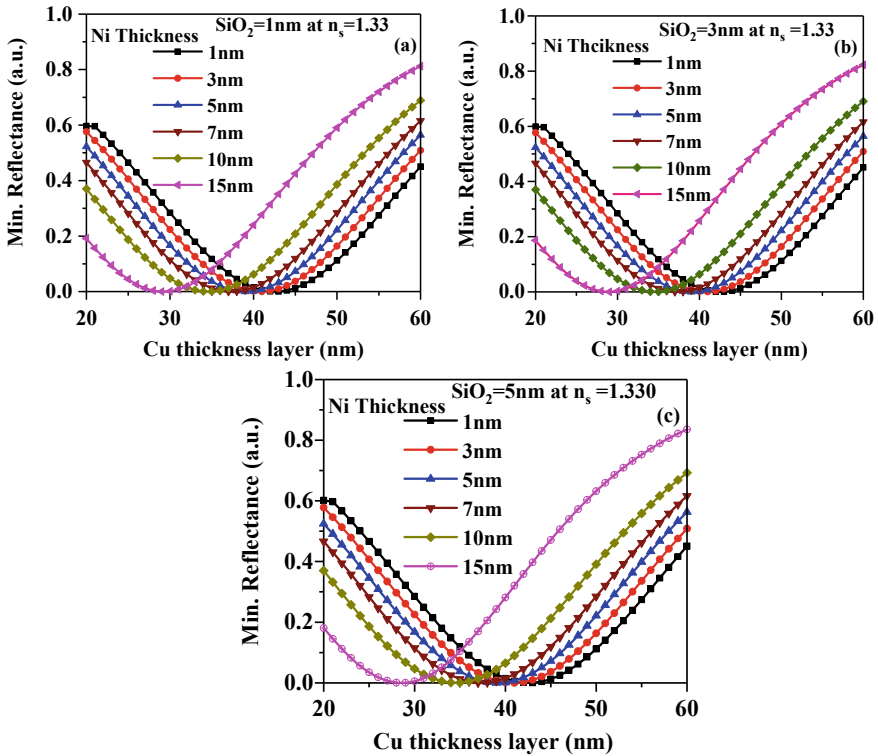 SiO2=1nm at ns=1.33
(a)
Ni Thickness
1nm
3nm
5nm
7nm
10nm
15nm
Min. Reflectance (a.u.)
1.0
0.8
0.6
0.4
0.2
0.0
20 30 40 50 60
Cu thickness layer (nm)
SiO2=3nm at ns =1.33
(b)
Ni Thcikness
1nm
3nm
5nm
7nm
10nm
15nm
Min. Reflectance (a.u.)
1.0
0.8
0.6
0.4
0.2
0.0
20 30 40 50 60
Cu thickness layer (nm)
SiO2=5nm at ns =1.330
(c)
Ni Thickness
1nm
3nm
5nm
7nm
10nm
15nm
Min. Reflectance (a.u.)
1.0
0.8
0.6
0.4
0.2
0.0
20 30 40 50 60
Cu thickness layer (nm)